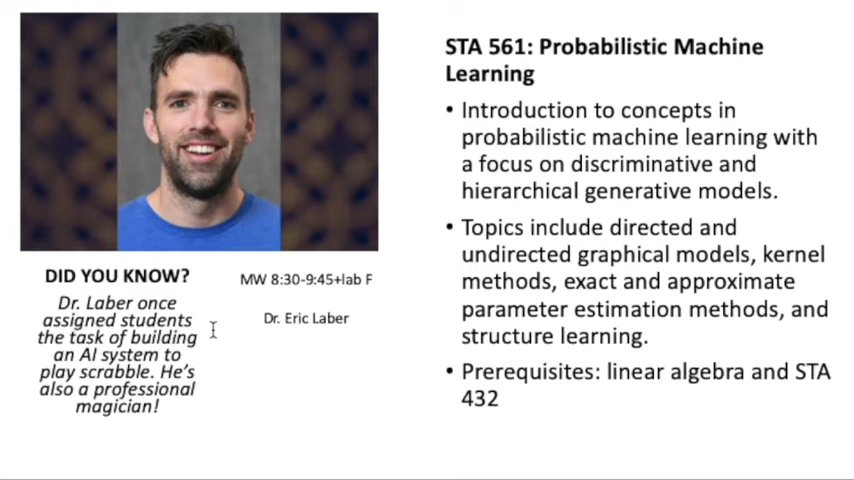 DID YOU KNOW?
Dr. Laber once
assigned students
the task of building
an AI system to
play scrabble. He's
also a professional
magician!
MW 8:30-9:45+lab F
Dr. Eric Laber
STA 561: Probabilistic Machine
Learning
• Introduction to concepts in
probabilistic machine learning with
a focus on discriminative and
hierarchical generative models.
• Topics include directed and
undirected graphical models, kernel
methods, exact and approximate
parameter estimation methods, and
structure learning.
• Prerequisites: linear algebra and STA
432